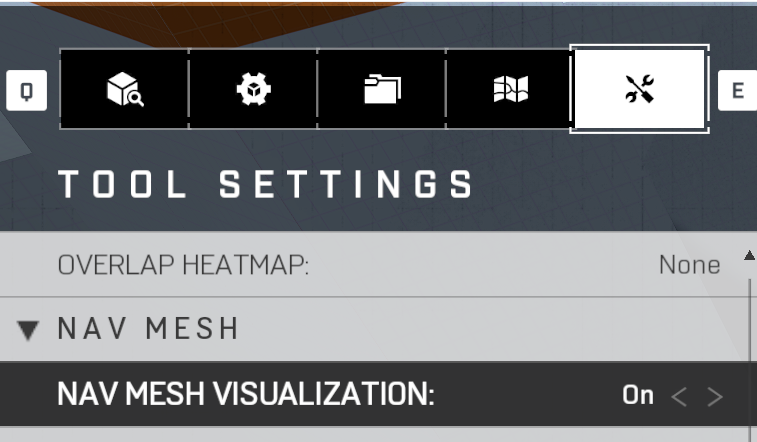 Q
E
TOOL SETTINGS
OVERLAP HEATMAP: None
NAV MESH
NAV MESH VISUALIZATION: On < >